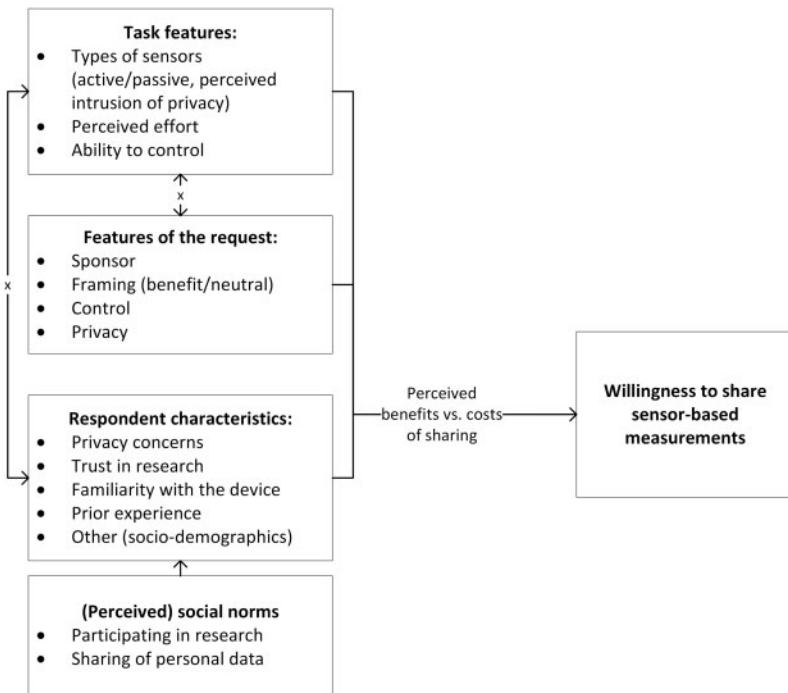 Task features:
• Types of sensors
(active/passive, perceived
intrusion of privacy)
• Perceived effort
• Ability to control
x
Features of the request:
• Sponsor
• Framing (benefit/neutral)
• Control
• Privacy
x
Respondent characteristics:
• Privacy concerns
• Trust in research
• Familiarity with the device
• Prior experience
• Other (socio-demographics)
(Perceived) social norms
• Participating in research
• Sharing of personal data
Perceived
benefits vs. costs
of sharing
Willingness to share
sensor-based
measurements